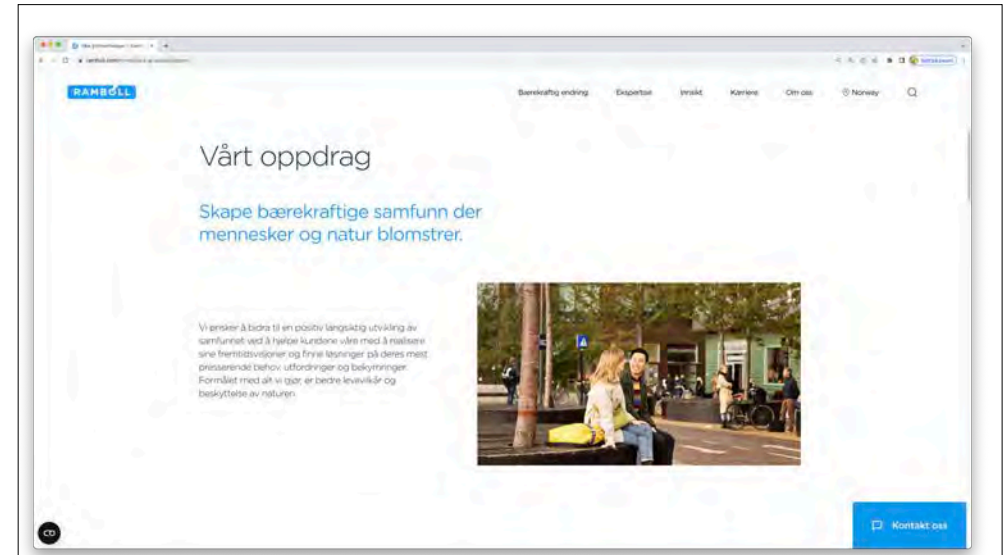 RAMBOLL
Bærekraftig endring Ekspertise Innsikt Karriere Om oss Norway
Vårt oppdrag
Skape bærekraftige samfunn der
mennesker og natur blomstrer.
Vi ønsker å bidra til en positiv langsiktig utvikling av
samfunnet ved å hjelpe kundene våre med å realisere
sine fremtidsvisjoner og finne løsninger på deres mest
presserende behov, utfordringer og bekymringer.
Formålet med alt vi gjør, er bedre levevilkår og
beskyttelse av naturen.
Kontakt oss